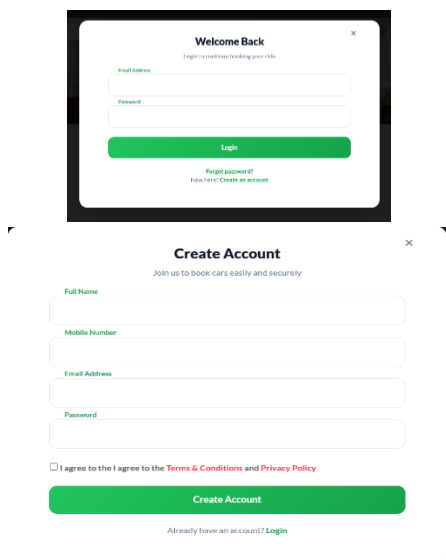 ×
Welcome Back
Login to continue booking your ride
Email Address
Password
Login
Forgot password?
New here? Create an account
×
Create Account
Join us to book cars easily and securely
Full Name
Mobile Number
Email Address
Password
I agree to the I agree to the Terms & Conditions and Privacy Policy
Create Account
Already have an account? Login